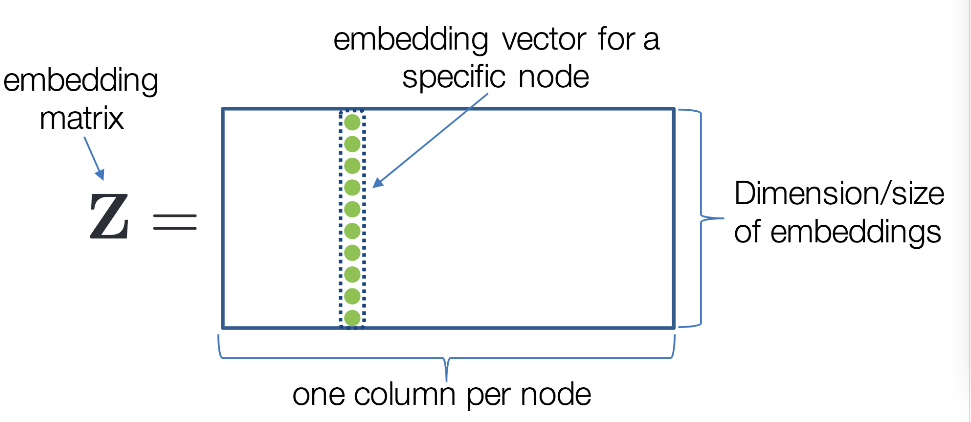 embedding vector for a
specific node
embedding
matrix
Z =
Dimension/size
of embeddings
one column per node